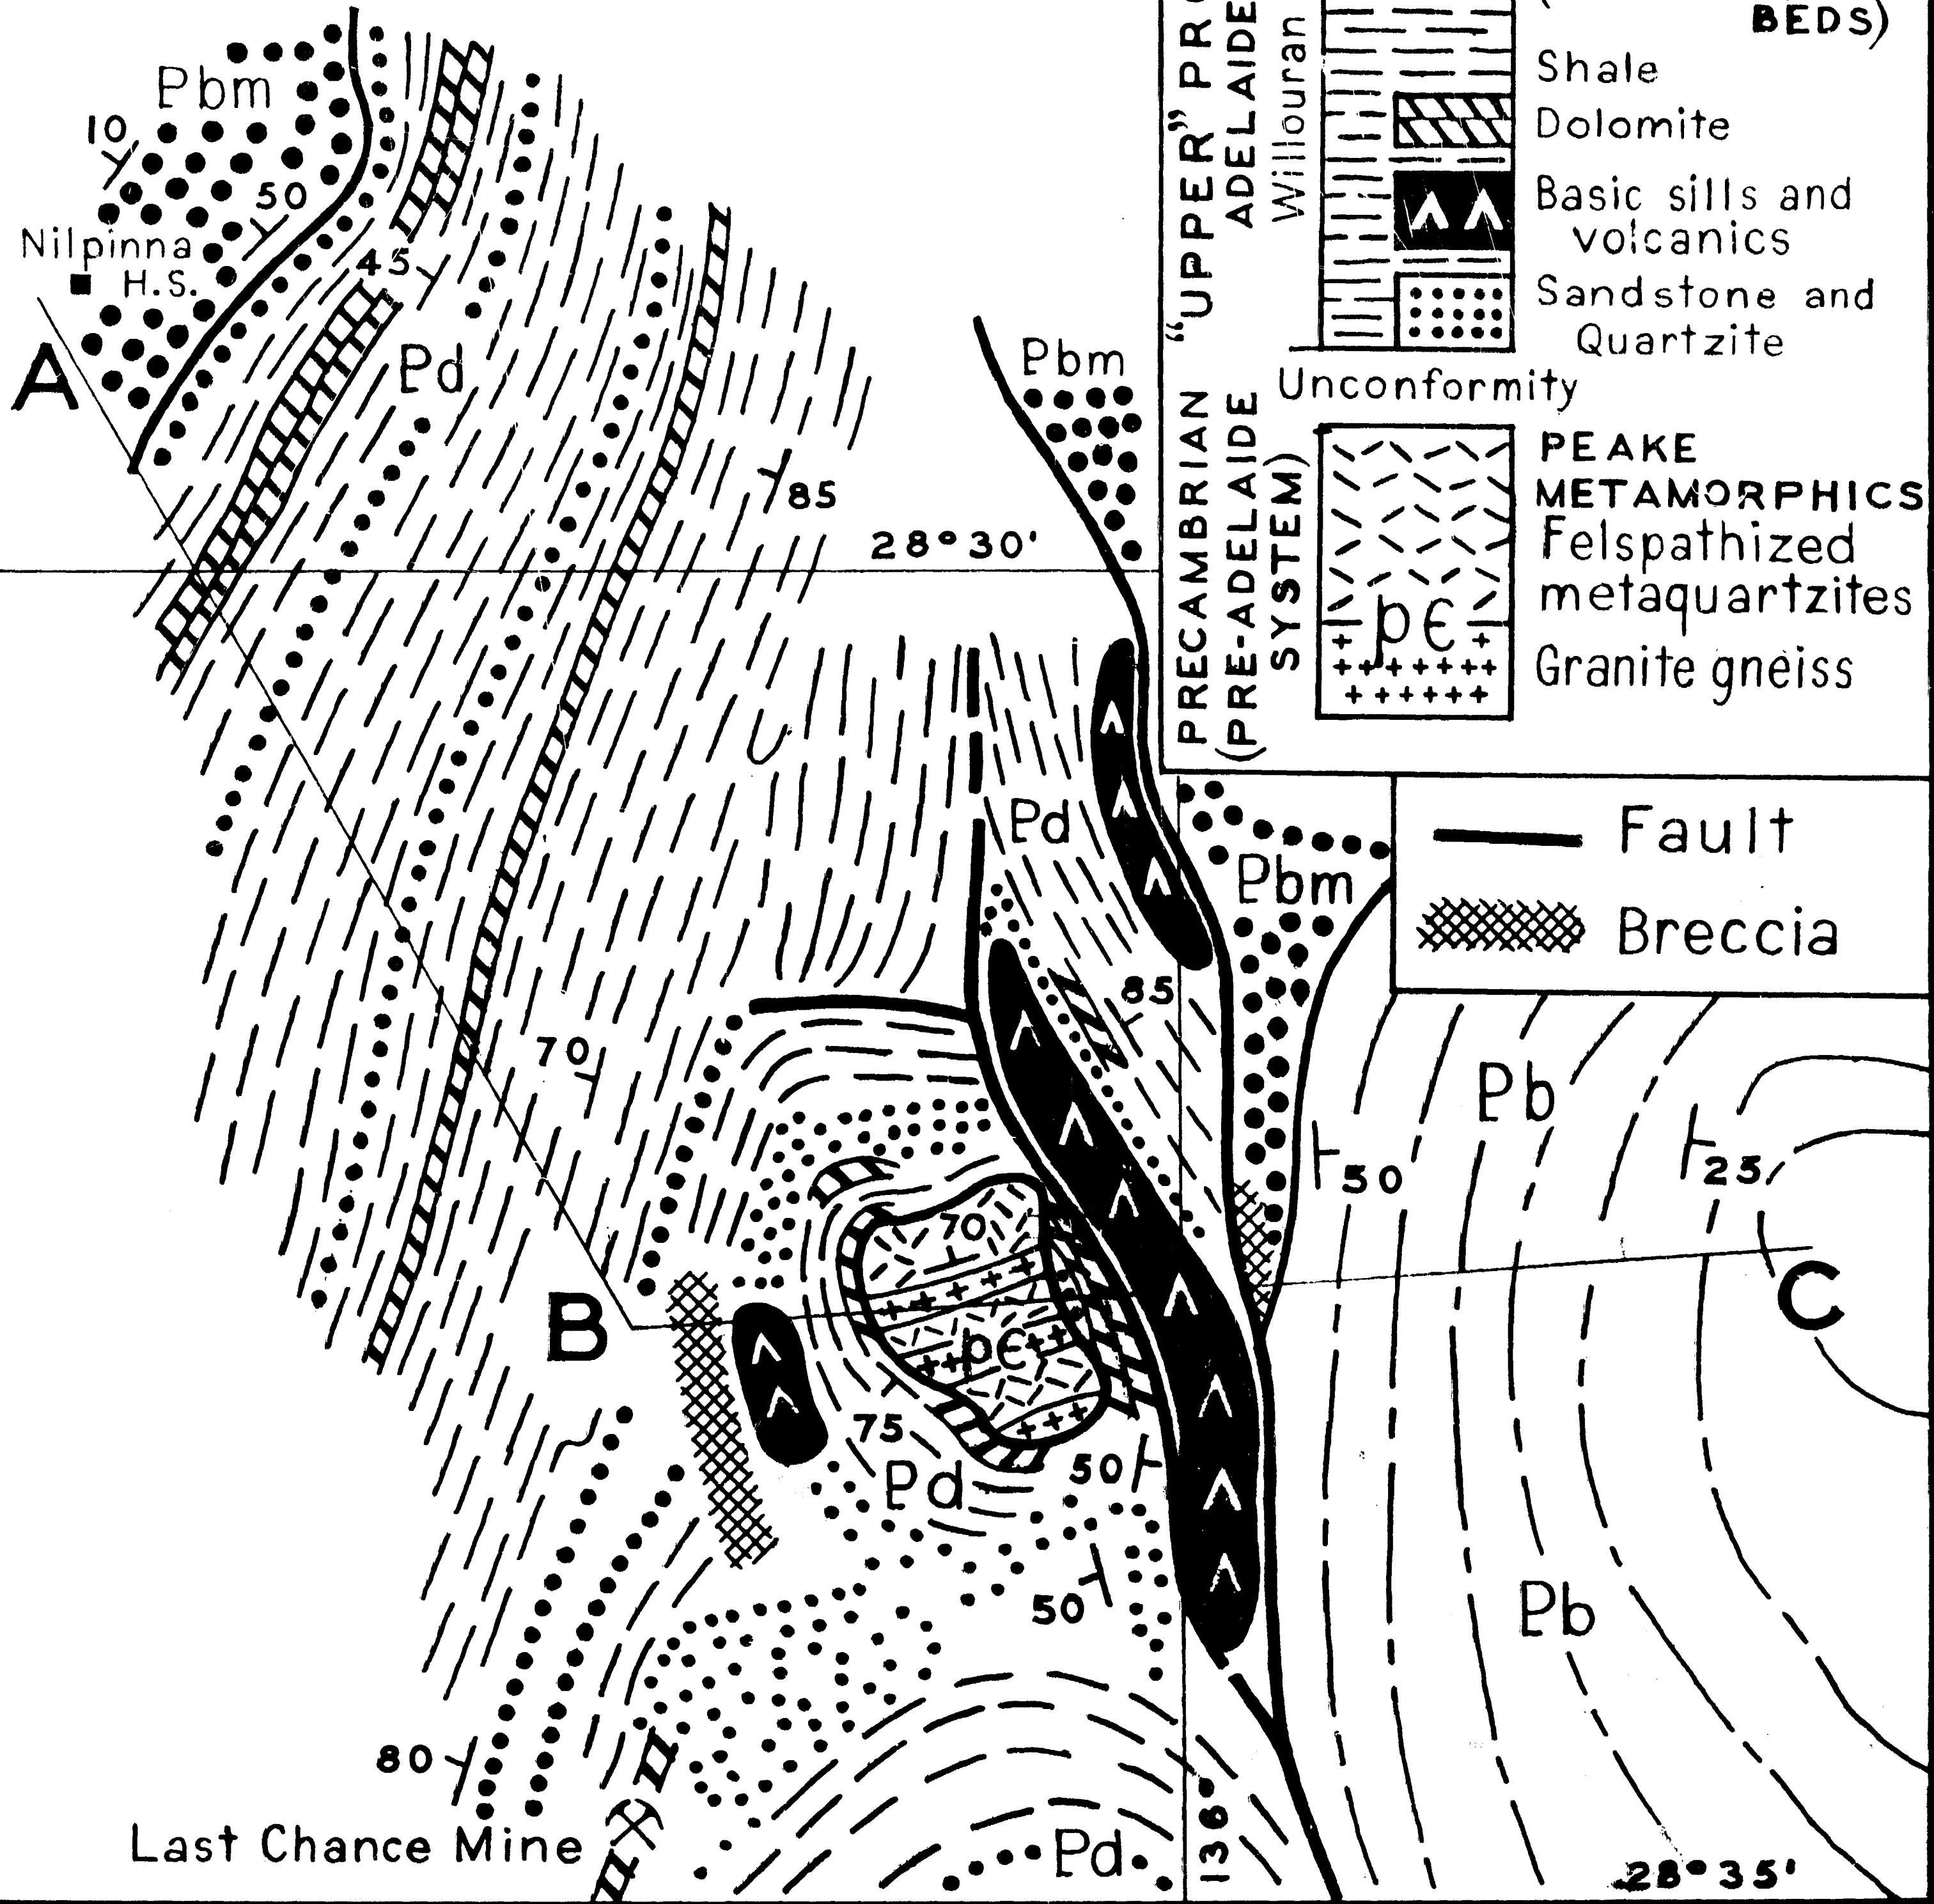 BEDS)
Shale
Dolomite
Basic sills and
volcanics
Sandstone and
Quartzite
"UPPER"
ADELAIDE
Willouran
Unconformity
PRECAMBRIAN
(PRE-ADELAIDE
SYSTEM)
PEAKE
METAMORPHICS
Felspathized
metaquartzites
pЄ
Granite gneiss
Fault
Breccia
Pbm
10
50
Nilpinna
H.S.
45
A
Pd
85
28°30'
Pbm
Pd
Pbm
85
70
Pb
50
25
70
B
pЄ
C
75
Pd
50
50
Pb
80
Last Chance Mine
Pd
136°
28°35'